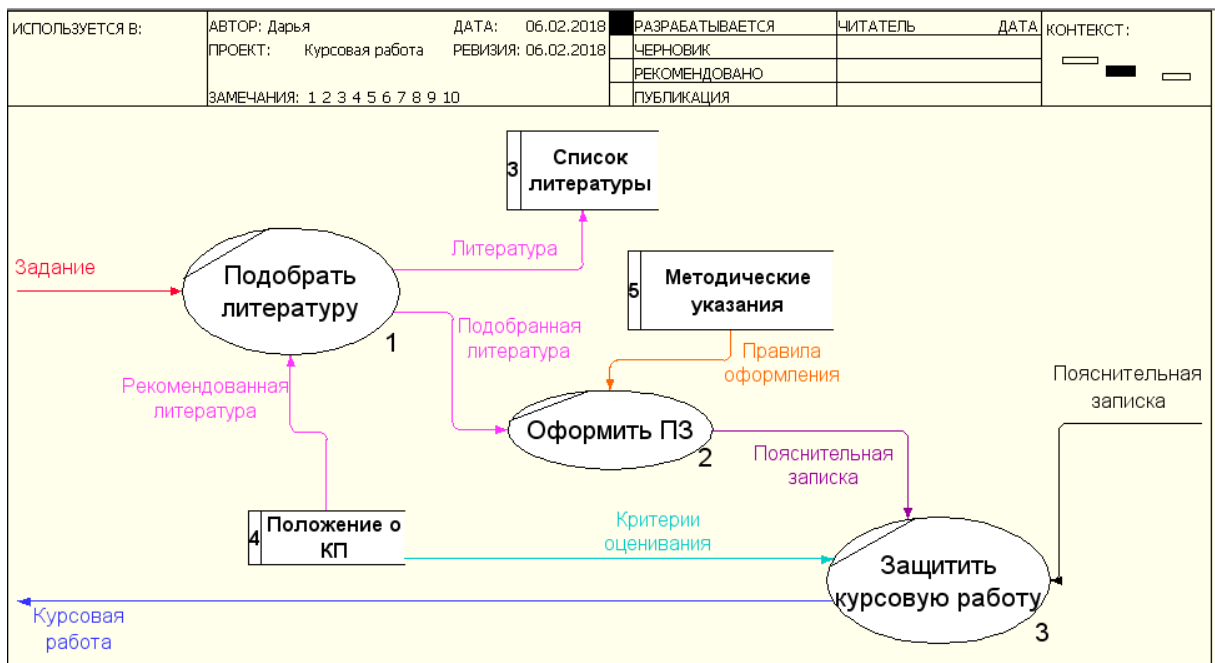 ИСПОЛЬЗУЕТСЯ В:
АВТОР: Дарья
ДАТА: 06.02.2018
ПРОЕКТ: Курсовая работа
РЕВИЗИЯ: 06.02.2018
ЗАМЕЧАНИЯ: 1 2 3 4 5 6 7 8 9 10
РАЗРАБАТЫВАЕТСЯ
ЧЕРНОВИК
РЕКОМЕНДОВАНО
ПУБЛИКАЦИЯ
ЧИТАТЕЛЬ
ДАТА
КОНТЕКСТ:
3
Список
литературы
Литература
Задание
Подобрать
литературу
1
5
Методические
указания
Подобранная
литература
Правила
оформления
Рекомендованная
литература
Пояснительная
записка
Оформить ПЗ
2
Пояснительная
записка
4
Положение о
КП
Критерии
оценивания
Защитить
курсовую работу
3
Курсовая
работа